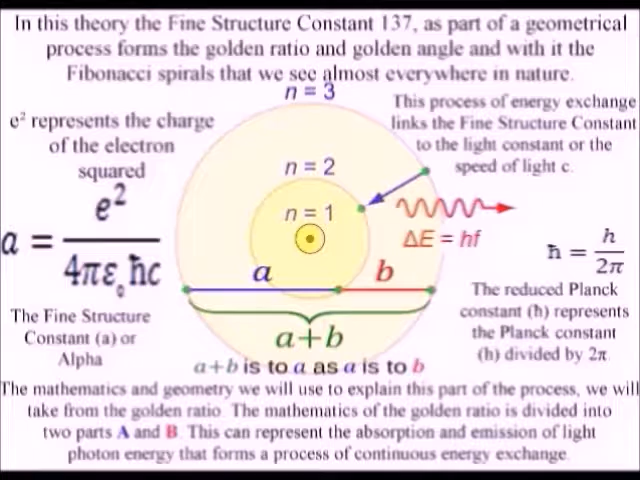 In this theory the Fine Structure Constant 137, as part of a geometrical
process forms the golden ratio and golden angle and with it the
Fibonacci spirals that we see almost everywhere in nature.
n = 3
This process of energy exchange
links the Fine Structure Constant
to the light constant or the
speed of light c.
e² represents the charge
of the electron
squared
n = 2
n = 1
a = e² / 4πε₀ħc
ΔE = hf
ħ = h / 2π
a
b
The Fine Structure
Constant (a) or
Alpha
The reduced Planck
constant (ħ) represents
the Planck constant
(h) divided by 2π.
a+b
a+b is to a as a is to b
The mathematics and geometry we will use to explain this part of the process, we will
take from the golden ratio. The mathematics of the golden ratio is divided into
two parts A and B. This can represent the absorption and emission of light
photon energy that forms a process of continuous energy exchange.